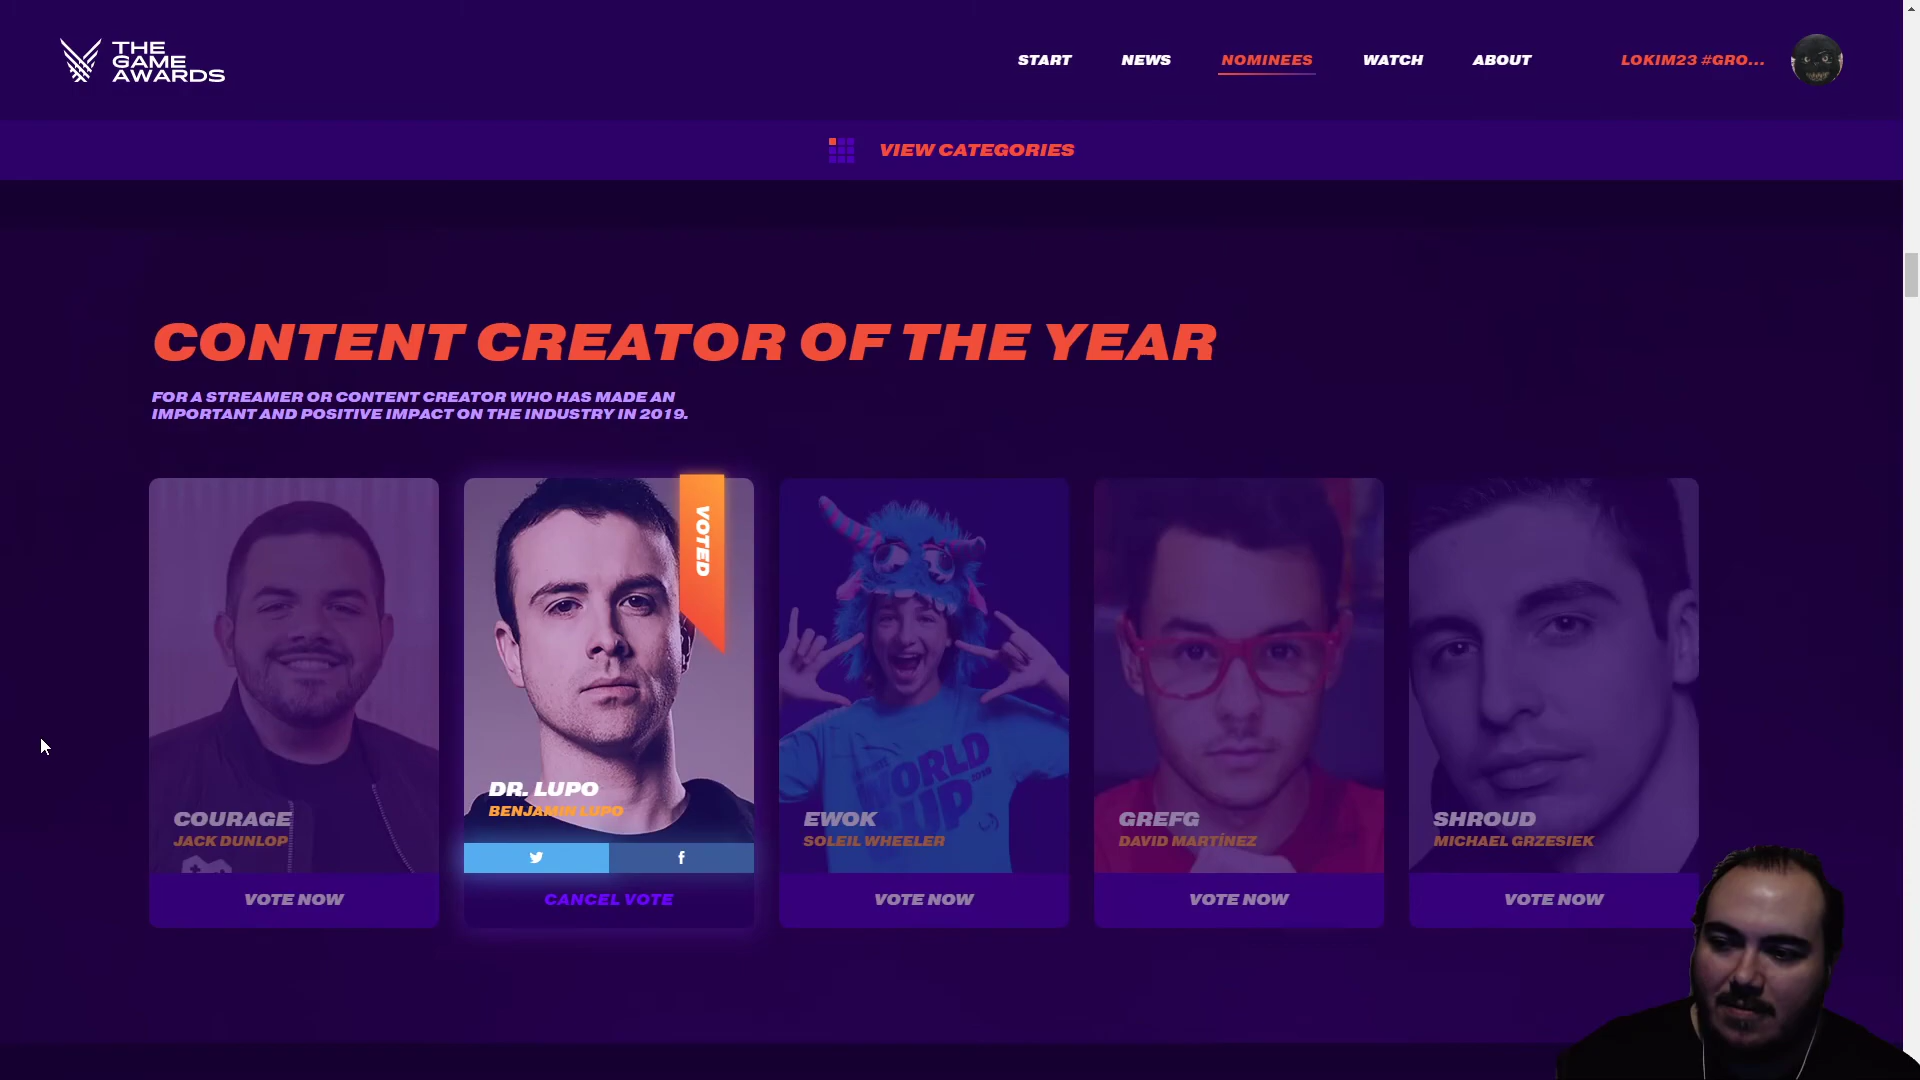 THE
GAME
AWARDS
START
NEWS
NOMINEES
WATCH
ABOUT
LOKIM23 #GRO...
VIEW CATEGORIES
CONTENT CREATOR OF THE YEAR
FOR A STREAMER OR CONTENT CREATOR WHO HAS MADE AN
IMPORTANT AND POSITIVE IMPACT ON THE INDUSTRY IN 2019.
COURAGE
JACK DUNLOP
VOTE NOW
VOTED
DR. LUPO
BENJAMIN LUPO
CANCEL VOTE
WORLD
CUP
2019
EWOK
SOLEIL WHEELER
VOTE NOW
GREFG
DAVID MARTÍNEZ
VOTE NOW
SHROUD
MICHAEL GRZESIEK
VOTE NOW